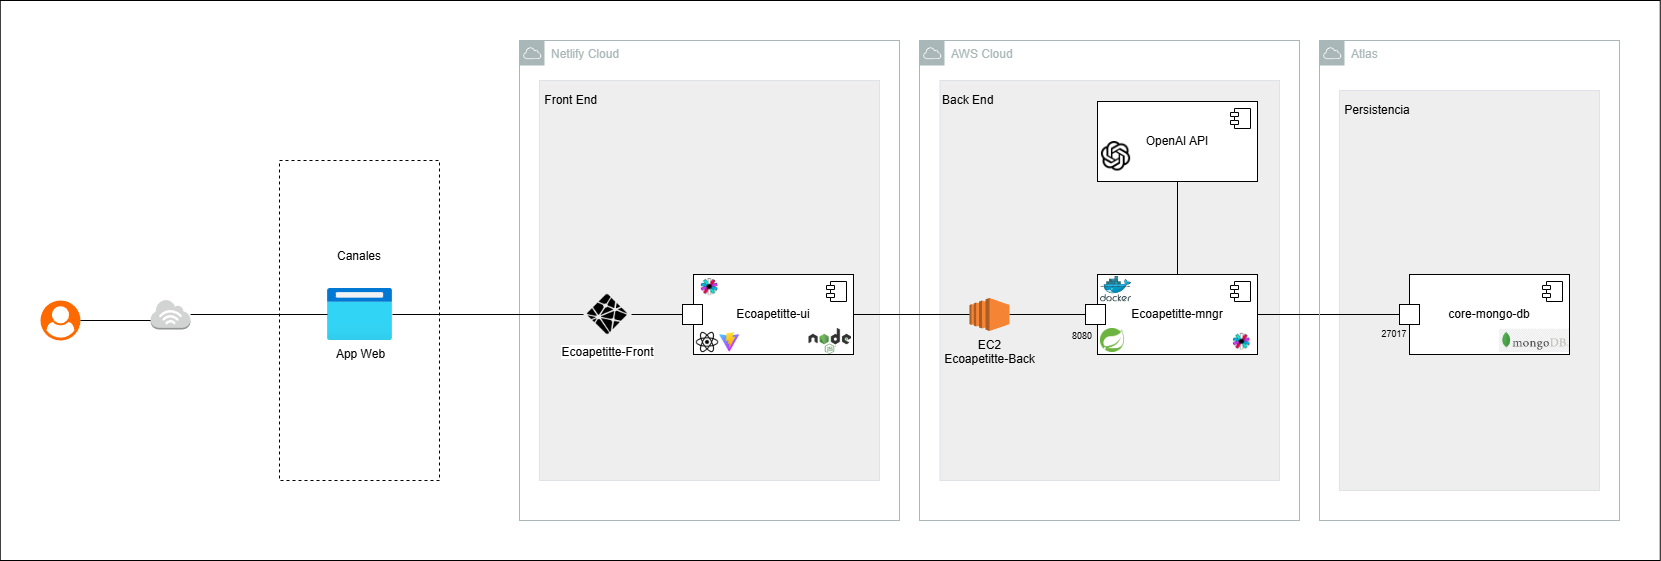 Canales
App Web
Netlify Cloud
Front End
Ecoapetitte-Front
Ecoapetitte-ui
node
JS
AWS Cloud
Back End
OpenAI API
EC2
Ecoapetitte-Back
8080
docker
Ecoapetitte-mngr
Atlas
Persistencia
27017
core-mongo-db
mongoDB